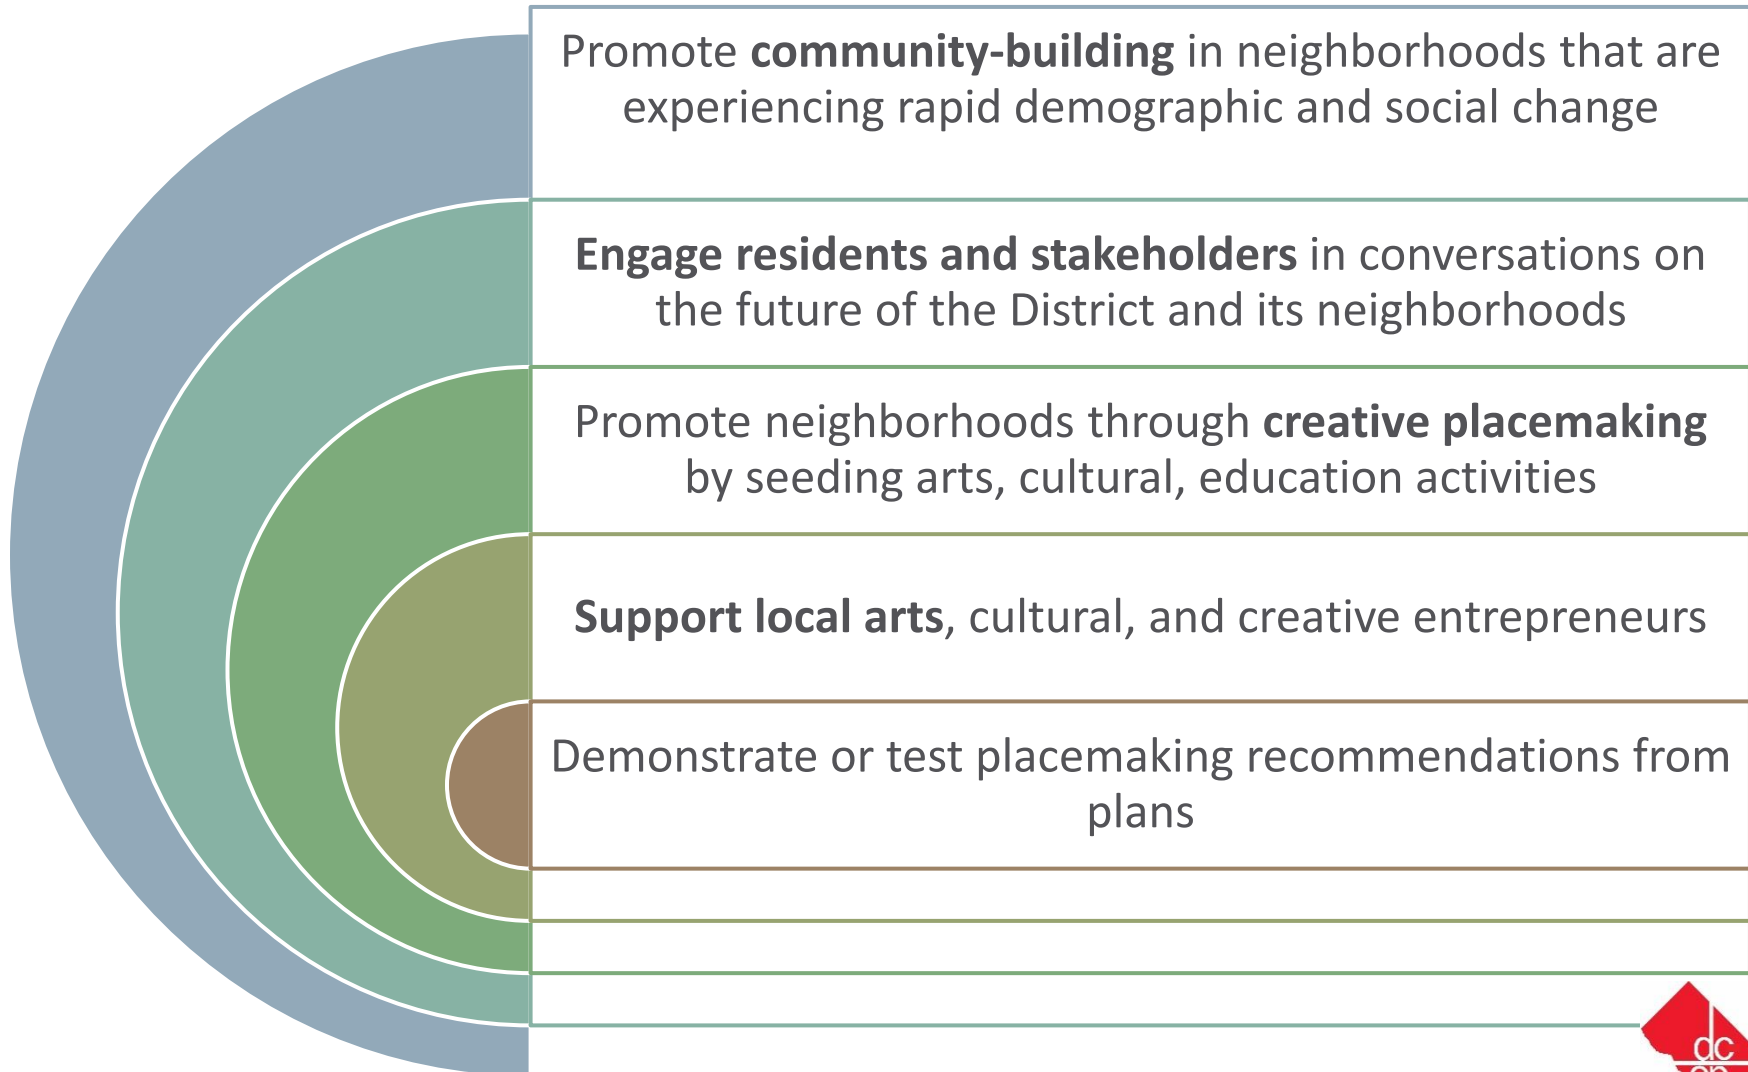 Promote community-building in neighborhoods that are
experiencing rapid demographic and social change
Engage residents and stakeholders in conversations on
the future of the District and its neighborhoods
Promote neighborhoods through creative placemaking
by seeding arts, cultural, education activities
Support local arts, cultural, and creative entrepreneurs
Demonstrate or test placemaking recommendations from
plans
dc